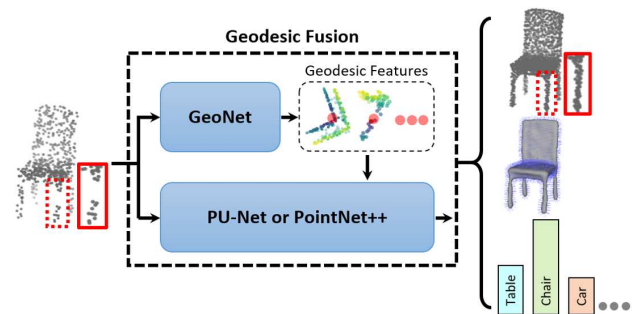 Geodesic Fusion
Geodesic Features
GeoNet
PU-Net or PointNet++
Table
Chair
Car